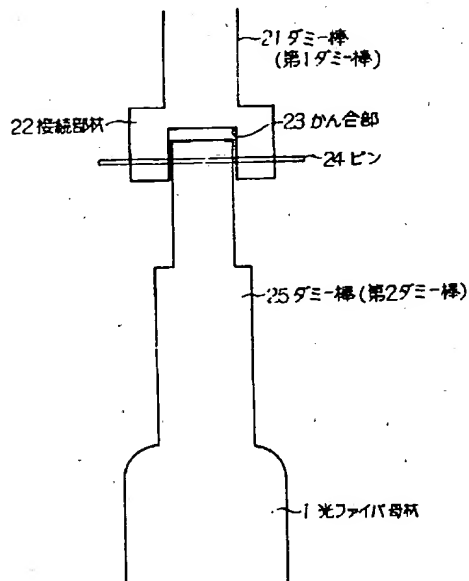 21 ダミー棒
(第1ダミー棒)
22 接続部材
23 かん合部
24 ピン
25 ダミー棒 (第2ダミー棒)
1 光ファイバ母材